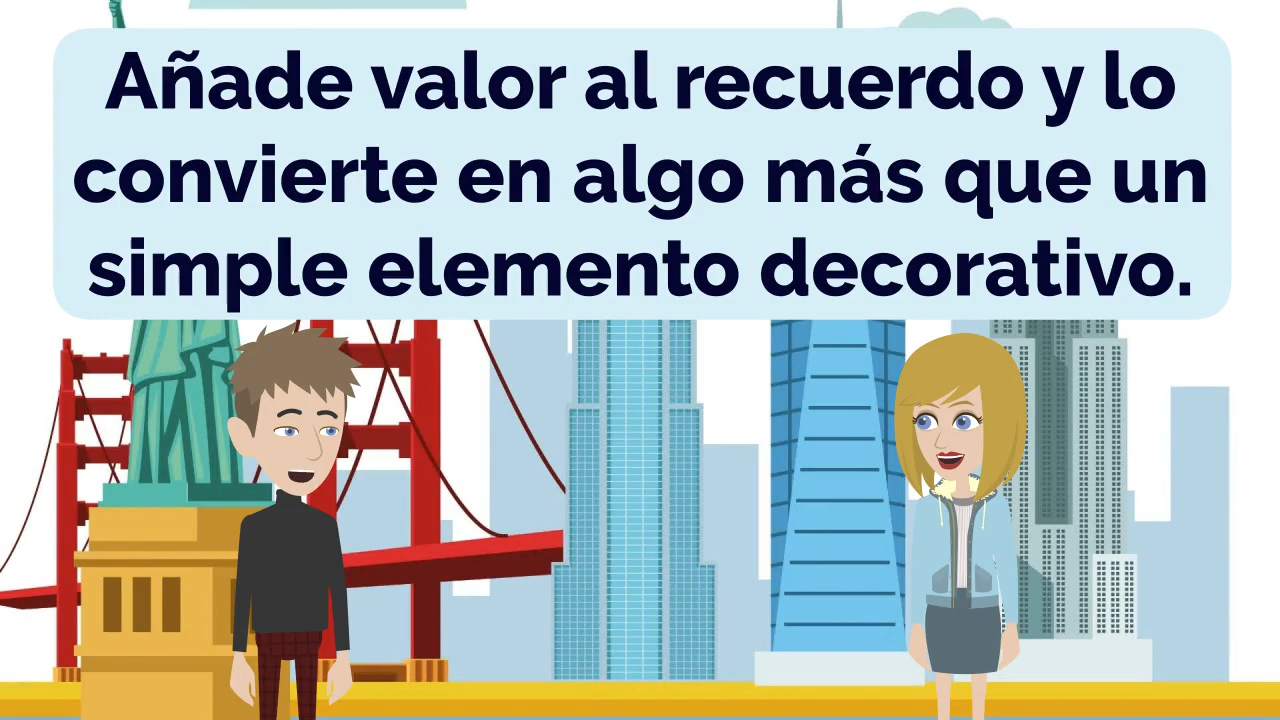 Añade valor al recuerdo y lo
convierte en algo más que un
simple elemento decorativo.